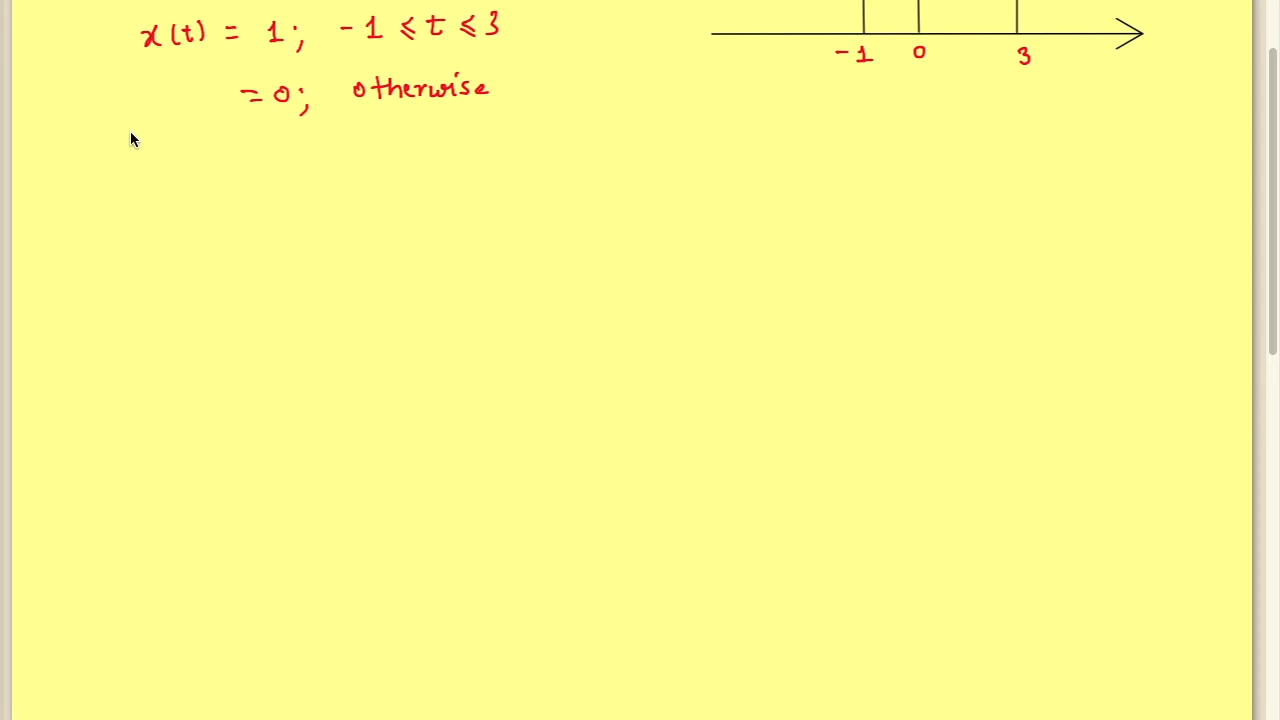 x(t) = 1; -1 ≤ t ≤ 3
= 0; otherwise
-1 0 3